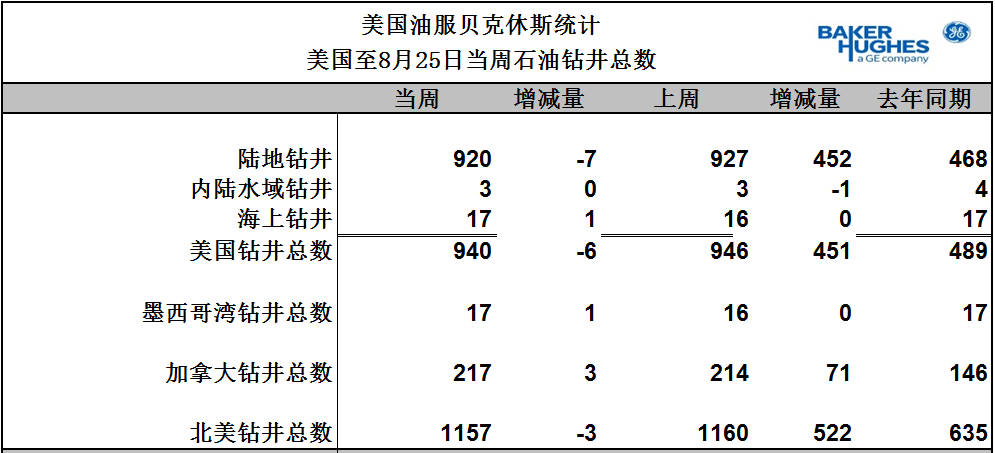 美国油服贝克休斯统计
美国至8月25日当周石油钻井总数
BAKER
HUGHES
a GE company
GE
当周 增减量 上周 增减量 去年同期
陆地钻井 920 -7 927 452 468
内陆水域钻井 3 0 3 -1 4
海上钻井 17 1 16 0 17
美国钻井总数 940 -6 946 451 489
墨西哥湾钻井总数 17 1 16 0 17
加拿大钻井总数 217 3 214 71 146
北美钻井总数 1157 -3 1160 522 635